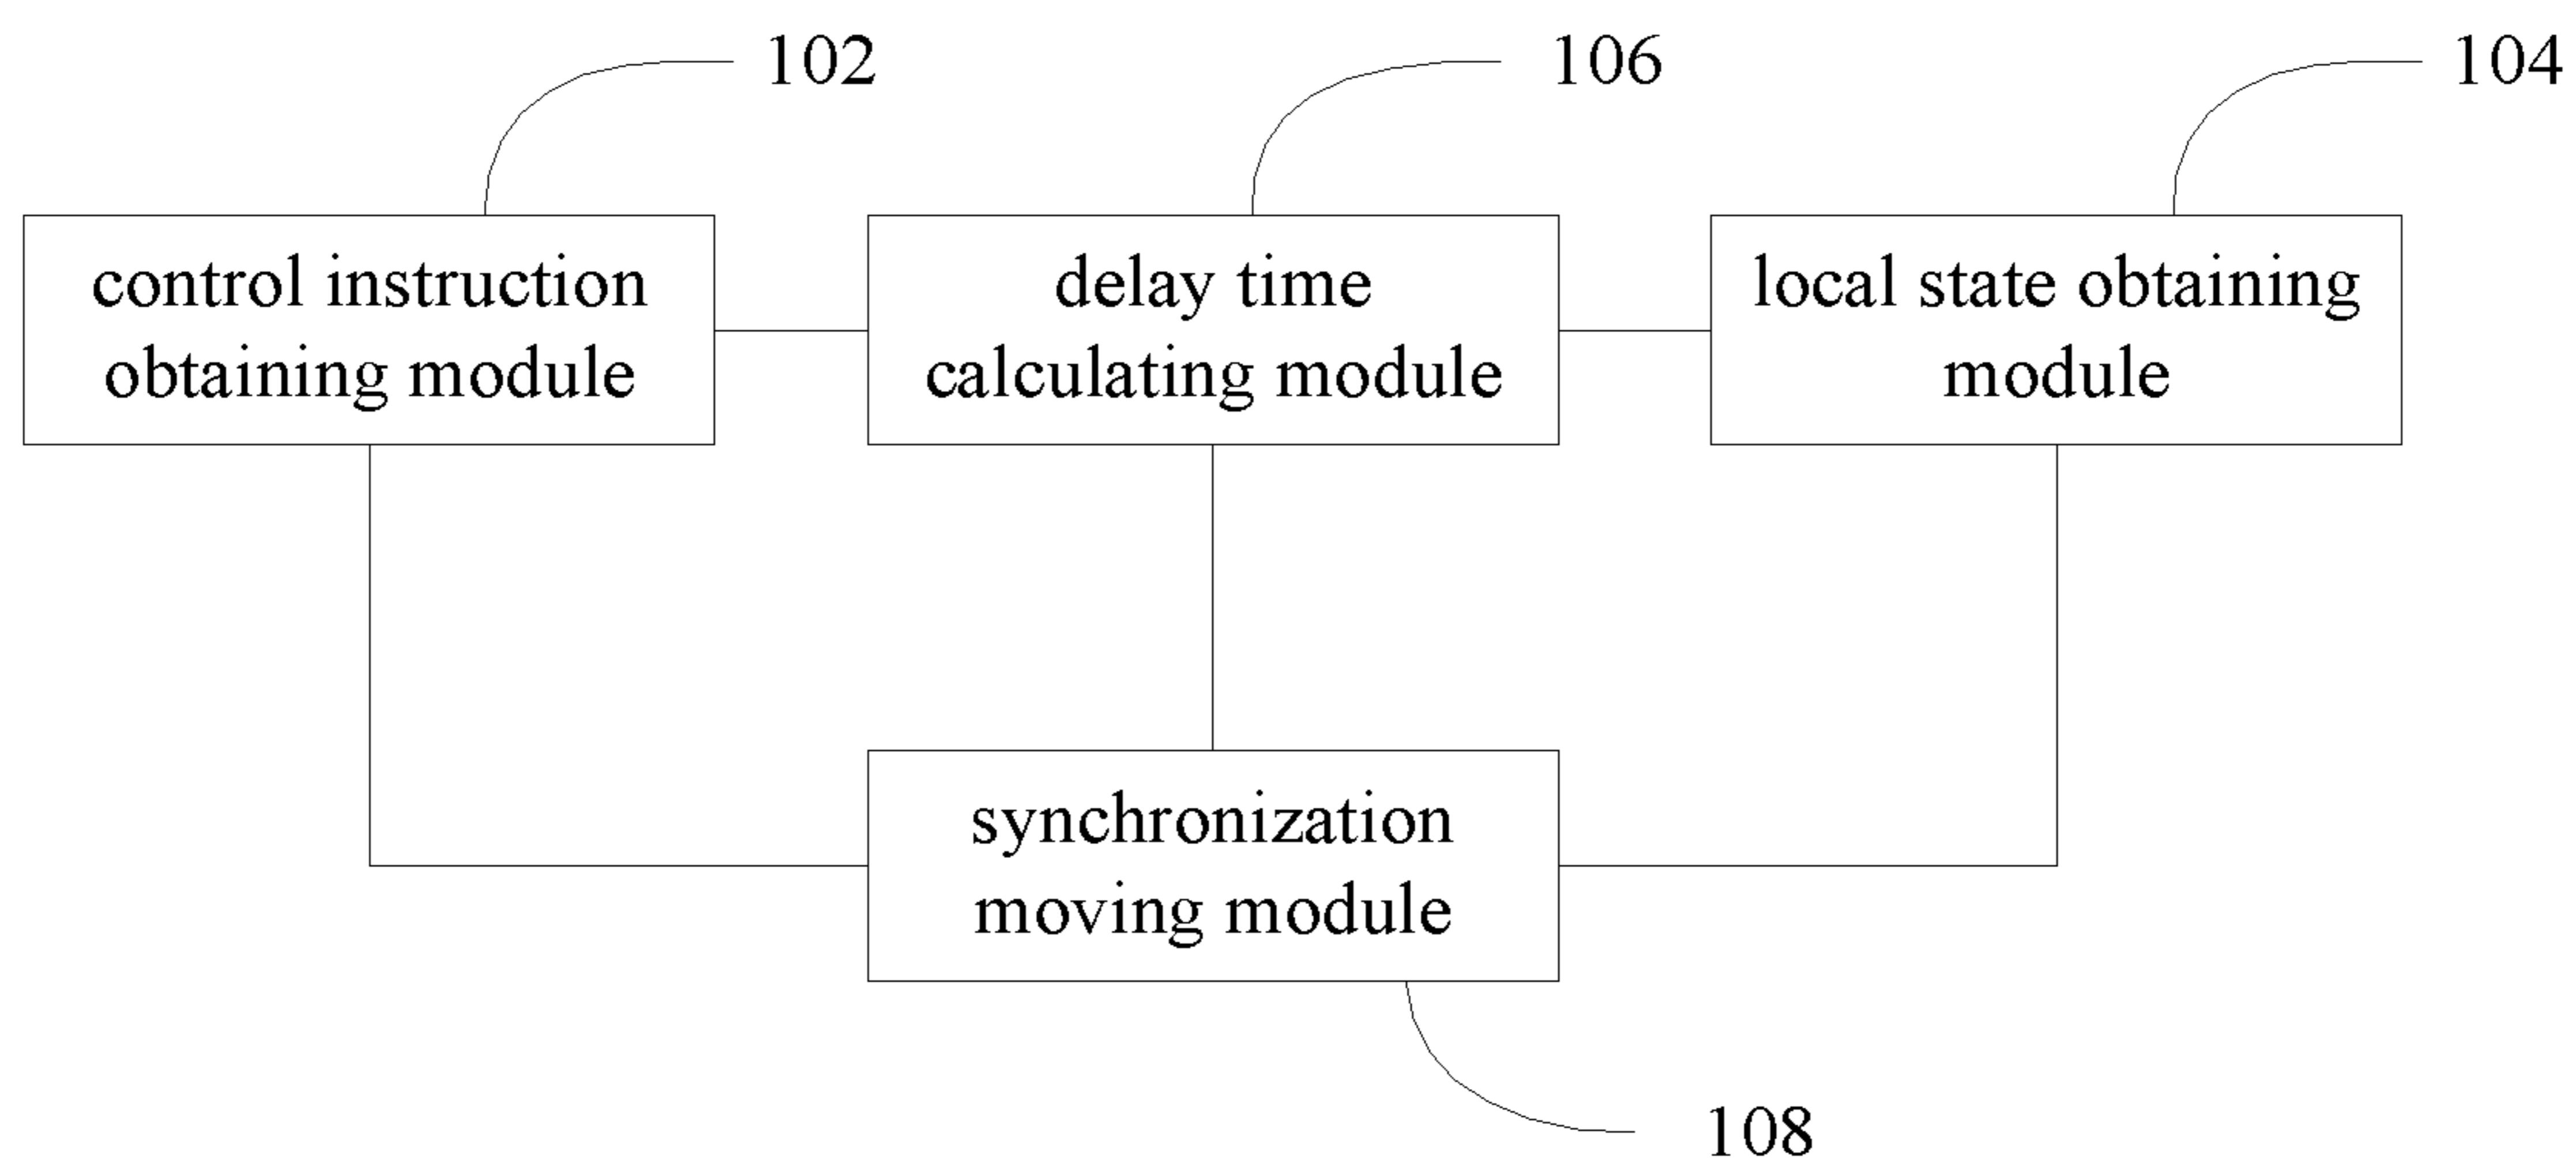 102
106
104
control instruction
obtaining module
delay time
calculating module
local state obtaining
module
synchronization
moving module
108